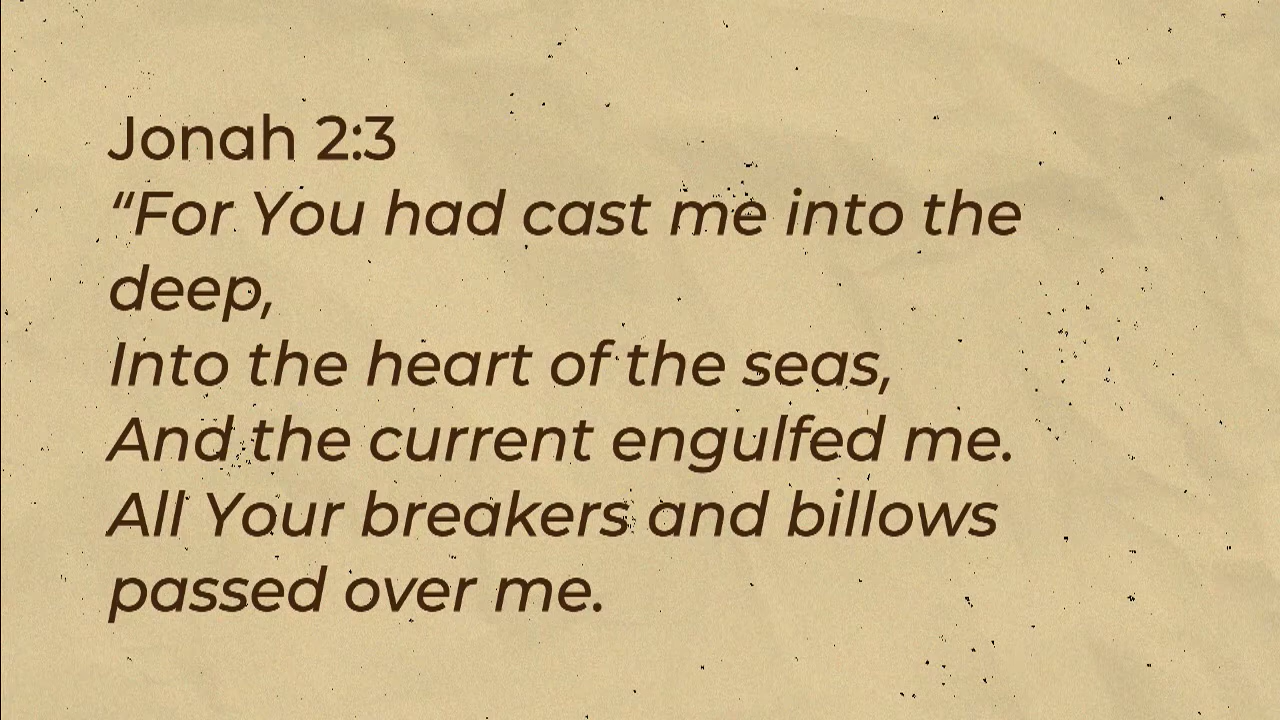 Jonah 2:3
“For You had cast me into the
deep,
Into the heart of the seas,
And the current engulfed me.
All Your breakers and billows
passed over me.